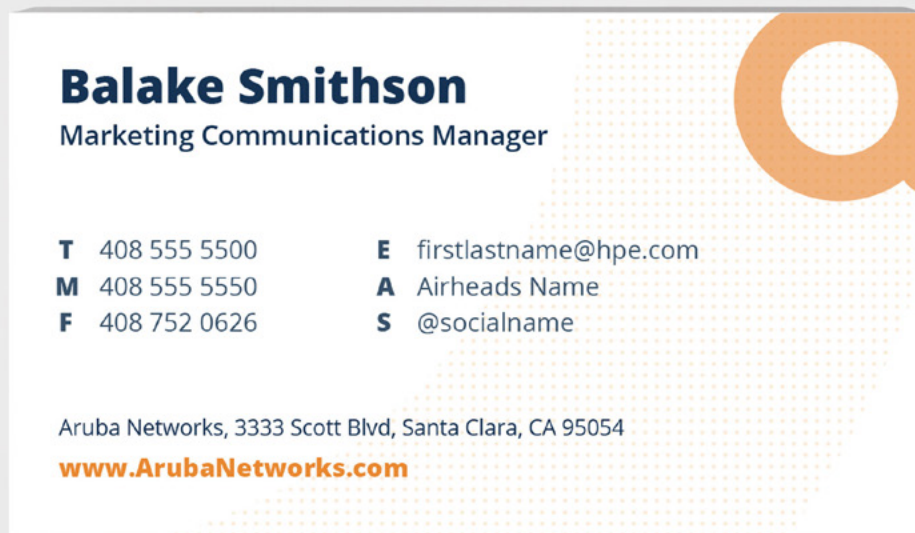 Balake Smithson
Marketing Communications Manager
T 408 555 5500
M 408 555 5550
F 408 752 0626
E firstlastname@hpe.com
A Airheads Name
S @socialname
Aruba Networks, 3333 Scott Blvd, Santa Clara, CA 95054
www.ArubaNetworks.com